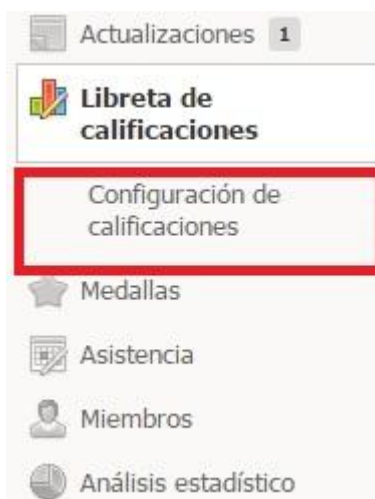 Actualizaciones 1
Libreta de
calificaciones
Configuración de
calificaciones
Medallas
Asistencia
Miembros
Análisis estadístico